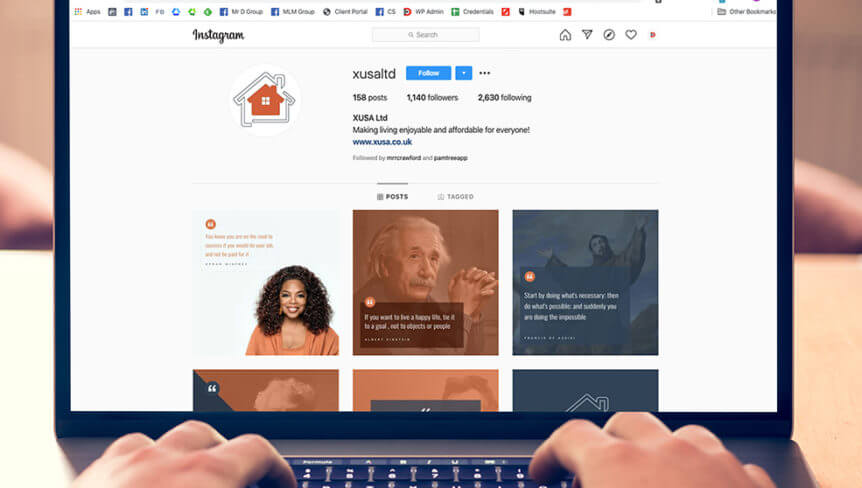 Apps
Mr D Group
MLM Group
Client Portal
CS
WP Admin
Credentials
Hootsuite
Other Bookmarks
Instagram
Search
xusaltd
Follow
158 posts 1,140 followers 2,630 following
XUSA Ltd
Making living enjoyable and affordable for everyone!
www.xusa.co.uk
Followed by mrrcrawford and pamtreeapp
POSTS
TAGGED
You know you are on the road to
success if you would do your job,
and not be paid for it
OPRAH WINFREY
If you want to live a happy life, tie it
to a goal , not to objects or people
ALBERT EINSTEIN
Start by doing what's necessary: then
do what's possible; and suddenly you
are doing the impossible
FRANCIS OF ASSISI